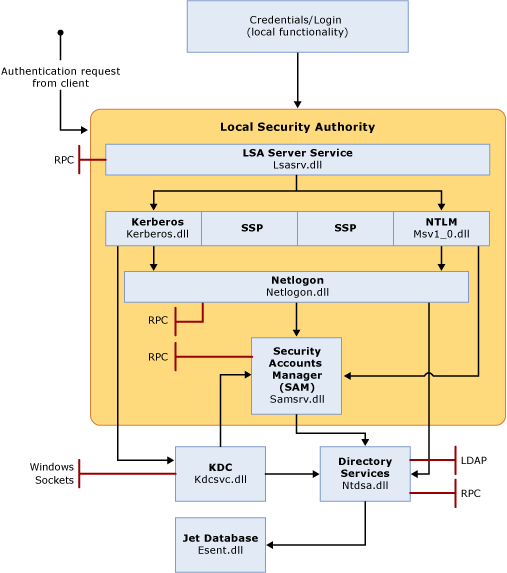 Credentials/Login
(local functionality)
Authentication request
from client
Local Security Authority
RPC
LSA Server Service
Lsasrv.dll
Kerberos
Kerberos.dll
SSP
SSP
NTLM
Msv1_0.dll
Netlogon
Netlogon.dll
RPC
RPC
Security
Accounts
Manager
(SAM)
Samsrv.dll
Windows
Sockets
KDC
Kdcsvc.dll
Directory
Services
Ntdsa.dll
LDAP
RPC
Jet Database
Esent.dll